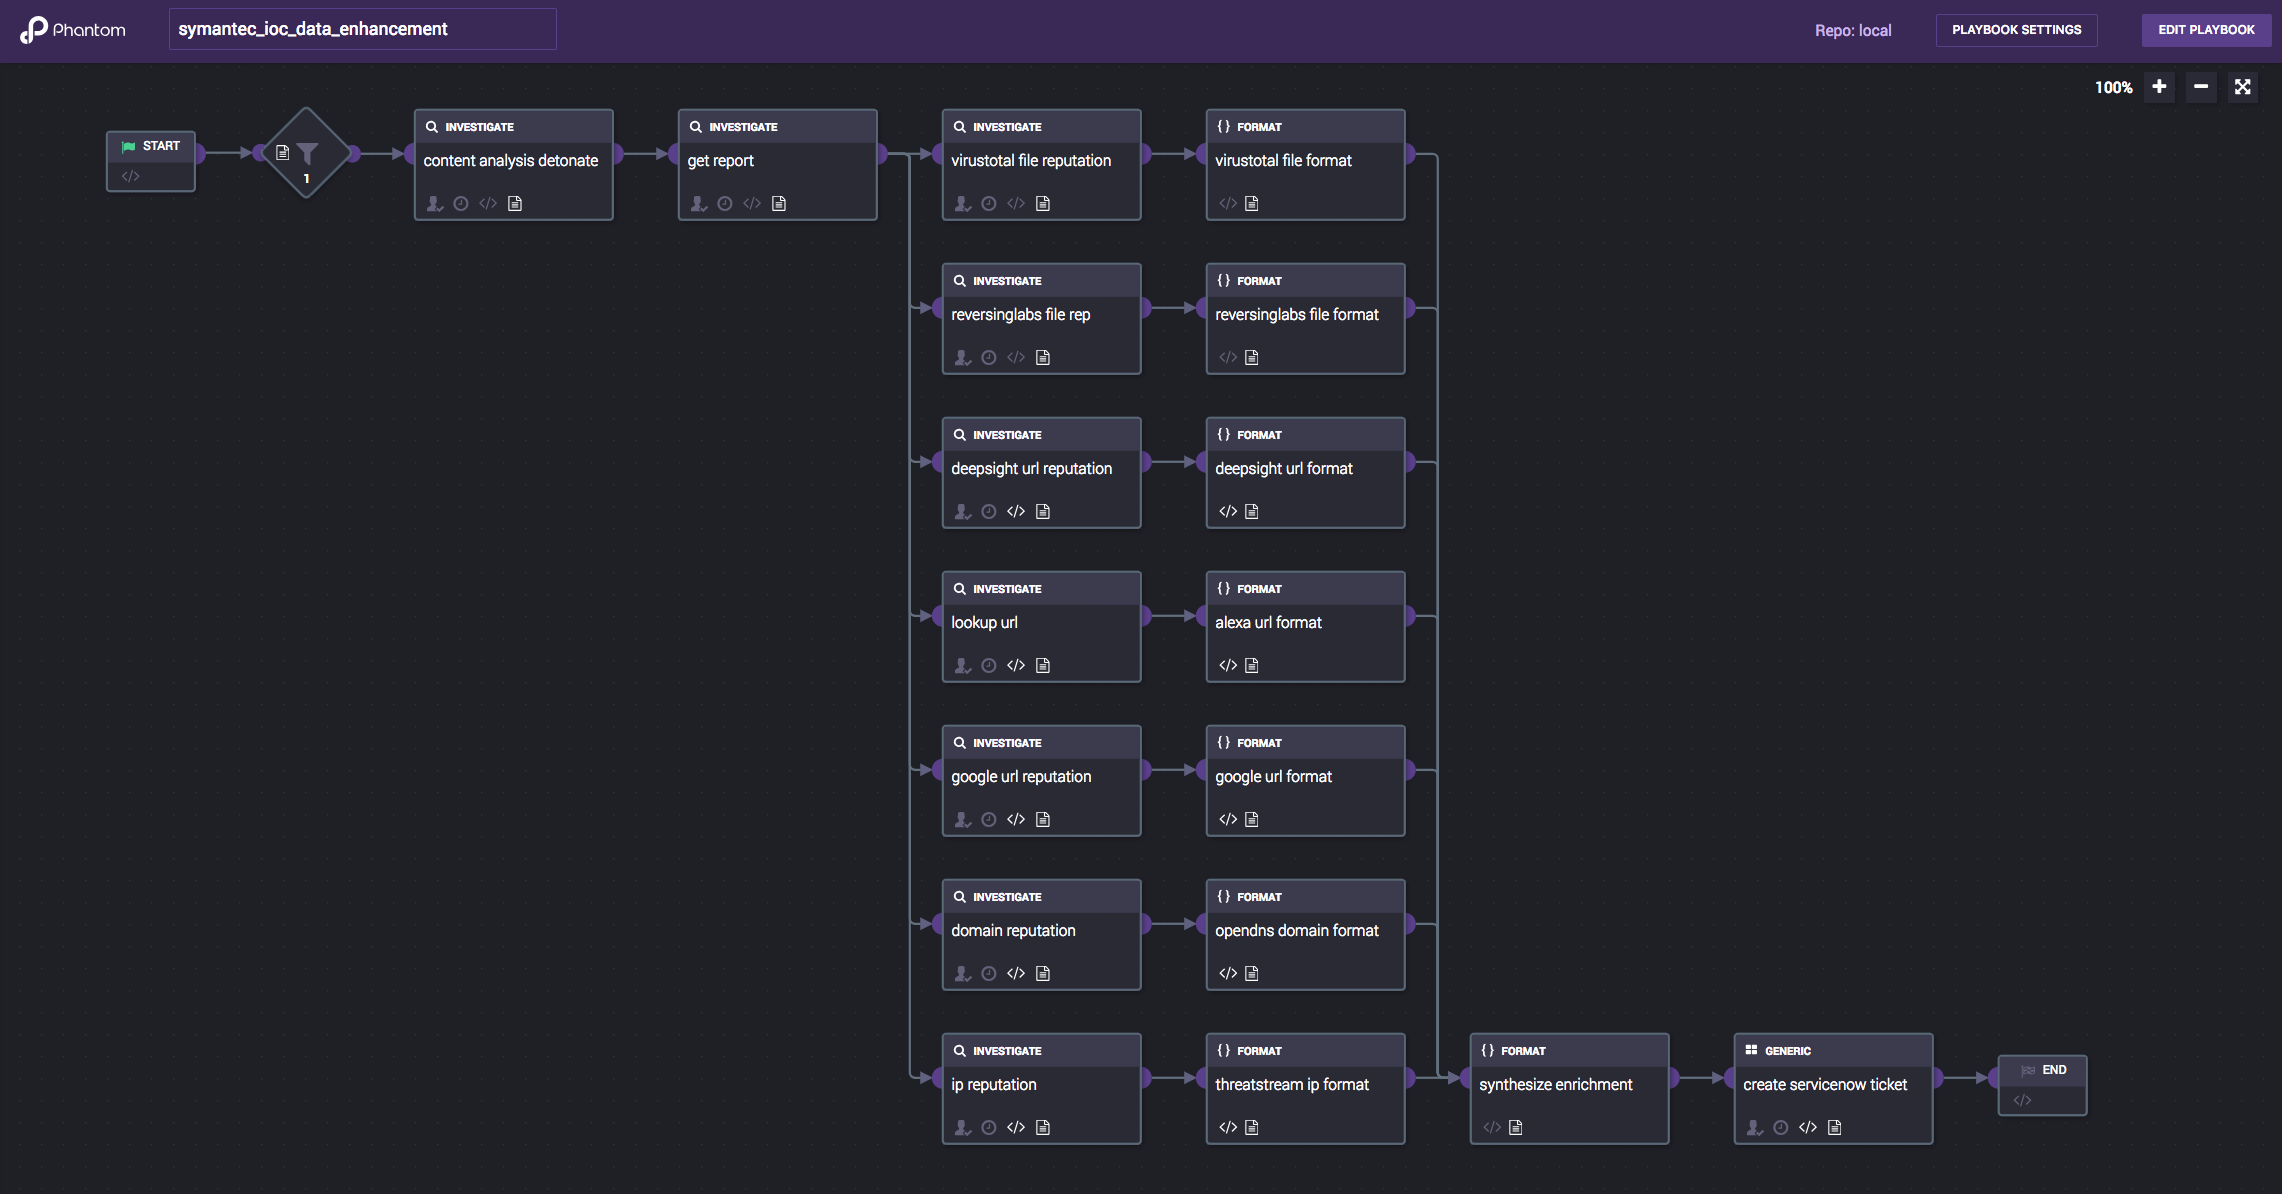 Phantom
symantec_ioc_data_enhancement
Repo: local
PLAYBOOK SETTINGS
EDIT PLAYBOOK
100%
START
</>
1
INVESTIGATE
content analysis detonate
</>
INVESTIGATE
get report
</>
INVESTIGATE
virustotal file reputation
</>
FORMAT
virustotal file format
</>
INVESTIGATE
reversinglabs file rep
</>
FORMAT
reversinglabs file format
</>
INVESTIGATE
deepsight url reputation
</>
FORMAT
deepsight url format
</>
INVESTIGATE
lookup url
</>
FORMAT
alexa url format
</>
INVESTIGATE
google url reputation
</>
FORMAT
google url format
</>
INVESTIGATE
domain reputation
</>
FORMAT
opendns domain format
</>
INVESTIGATE
ip reputation
</>
FORMAT
threatstream ip format
</>
FORMAT
synthesize enrichment
</>
GENERIC
create servicenow ticket
</>
END
</>